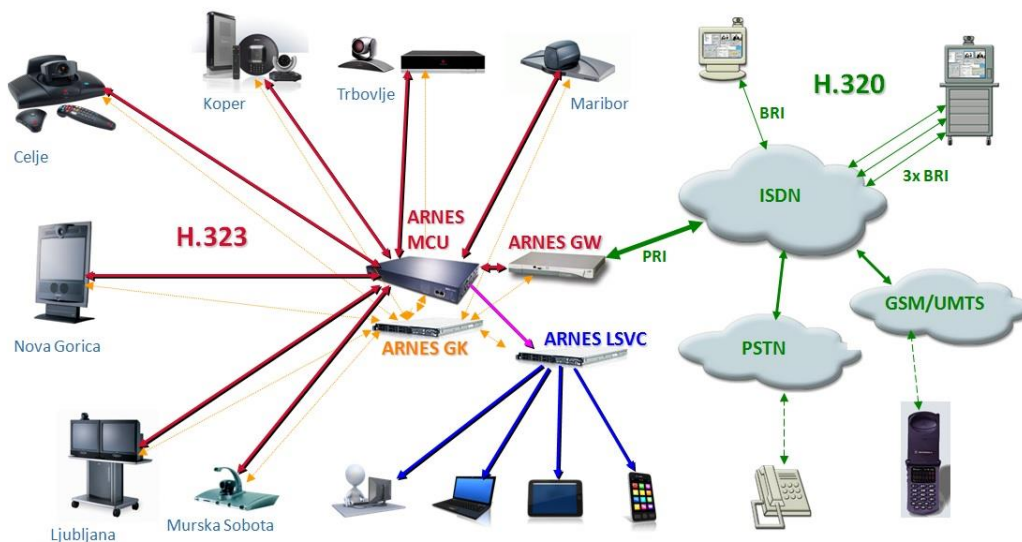 Celje
Koper
Trbovlje
Maribor
BRI
H.320
3x BRI
ISDN
H.323
ARNES
MCU
ARNES GW
PRI
Nova Gorica
GSM/UMTS
ARNES GK
ARNES LSVC
PSTN
Ljubljana
Murska Sobota